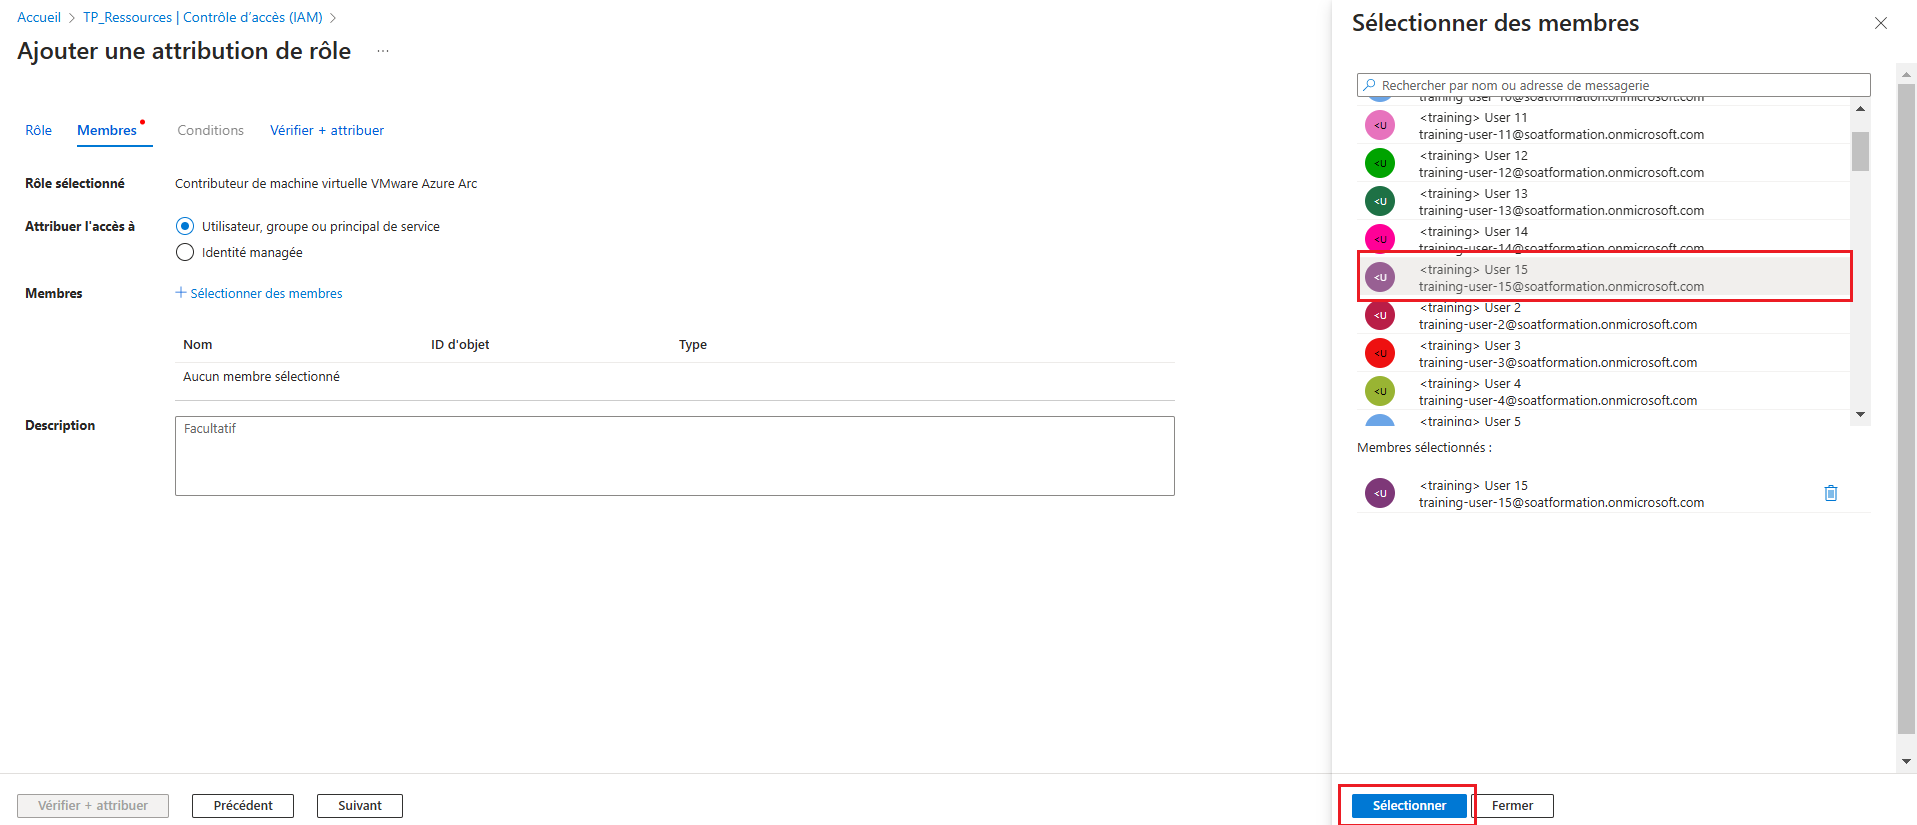 Accueil > TP_Ressources | Contrôle d'accès (IAM) >
Ajouter une attribution de rôle ...
Rôle
Membres
Conditions
Vérifier + attribuer
Rôle sélectionné
Contributeur de machine virtuelle VMware Azure Arc
Attribuer l'accès à
Utilisateur, groupe ou principal de service
Identité managée
Membres
+ Sélectionner des membres
Nom
ID d'objet
Type
Aucun membre sélectionné
Description
Facultatif
Vérifier + attribuer
Précédent
Suivant
Sélectionner des membres
Rechercher par nom ou adresse de messagerie
training-user-10@soatformation.onmicrosoft.com
<U
<training> User 11
training-user-11@soatformation.onmicrosoft.com
<U
<training> User 12
training-user-12@soatformation.onmicrosoft.com
<U
<training> User 13
training-user-13@soatformation.onmicrosoft.com
<U
<training> User 14
training-user-14@soatformation.onmicrosoft.com
<U
<training> User 15
training-user-15@soatformation.onmicrosoft.com
<U
<training> User 2
training-user-2@soatformation.onmicrosoft.com
<U
<training> User 3
training-user-3@soatformation.onmicrosoft.com
<U
<training> User 4
training-user-4@soatformation.onmicrosoft.com
<training> User 5
Membres sélectionnés :
<U
<training> User 15
training-user-15@soatformation.onmicrosoft.com
Sélectionner
Fermer